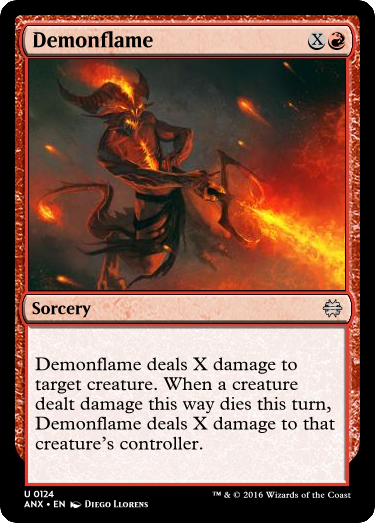 Demonflame X
Sorcery
Demonflame deals X damage to
target creature. When a creature
dealt damage this way dies this turn,
Demonflame deals X damage to that
creature's controller.
U 0124
ANX • EN Diego Llorens
™ & © 2016 Wizards of the Coast